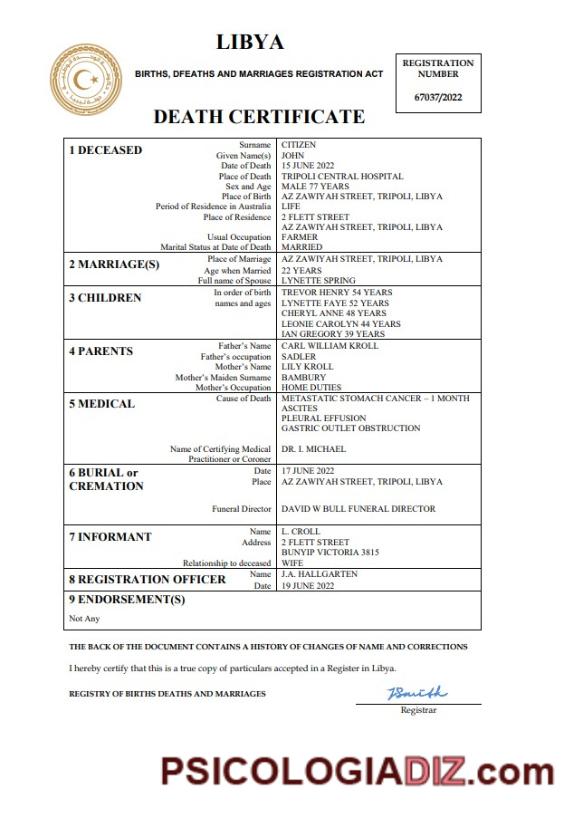 LIBYA
BIRTHS, DFEATHS AND MARRIAGES REGISTRATION ACT
REGISTRATION
NUMBER
67037/2022
DEATH CERTIFICATE
1 DECEASED
Surname CITIZEN
Given Name(s) JOHN
Date of Death 15 JUNE 2022
Place of Death TRIPOLI CENTRAL HOSPITAL
Sex and Age MALE 77 YEARS
Place of Birth AZ ZAWIYAH STREET, TRIPOLI, LIBYA
Period of Residence in Australia LIFE
Place of Residence 2 FLETT STREET
AZ ZAWIYAH STREET, TRIPOLI, LIBYA
Usual Occupation FARMER
Marital Status at Date of Death MARRIED
2 MARRIAGE(S)
Place of Marriage AZ ZAWIYAH STREET, TRIPOLI, LIBYA
Age when Married 22 YEARS
Full name of Spouse LYNETTE SPRING
3 CHILDREN
In order of birth TREVOR HENRY 54 YEARS
names and ages LYNETTE FAYE 52 YEARS
CHERYL ANNE 48 YEARS
LEONIE CAROLYN 44 YEARS
IAN GREGORY 39 YEARS
4 PARENTS
Father's Name CARL WILLIAM KROLL
Father's occupation SADLER
Mother's Name LILY KROLL
Mother's Maiden Surname BAMBURY
Mother's Occupation HOME DUTIES
5 MEDICAL
Cause of Death METASTATIC STOMACH CANCER – 1 MONTH
ASCITES
PLEURAL EFFUSION
GASTRIC OUTLET OBSTRUCTION
Name of Certifying Medical DR. I. MICHAEL
Practitioner or Coroner
6 BURIAL or
CREMATION
Date 17 JUNE 2022
Place AZ ZAWIYAH STREET, TRIPOLI, LIBYA
Funeral Director DAVID W BULL FUNERAL DIRECTOR
7 INFORMANT
Name L. CROLL
Address 2 FLETT STREET
BUNYIP VICTORIA 3815
Relationship to deceased WIFE
8 REGISTRATION OFFICER
Name J.A. HALLGARTEN
Date 19 JUNE 2022
9 ENDORSEMENT(S)
Not Any
THE BACK OF THE DOCUMENT CONTAINS A HISTORY OF CHANGES OF NAME AND CORRECTIONS
I hereby certify that this is a true copy of particulars accepted in a Register in Libya.
REGISTRY OF BIRTHS DEATHS AND MARRIAGES
Registrar
PSICOLOGIADIZ.com